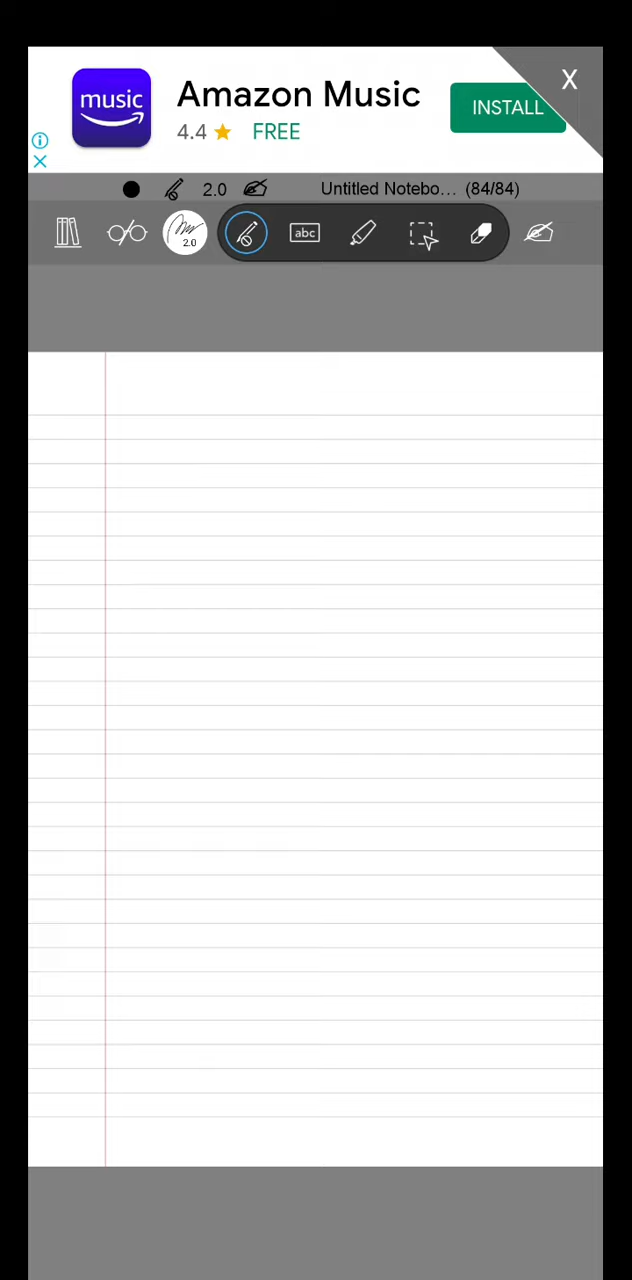 music
Amazon Music
4.4 ★ FREE
INSTALL
X
2.0
Untitled Notebo... (84/84)
2.0
abc